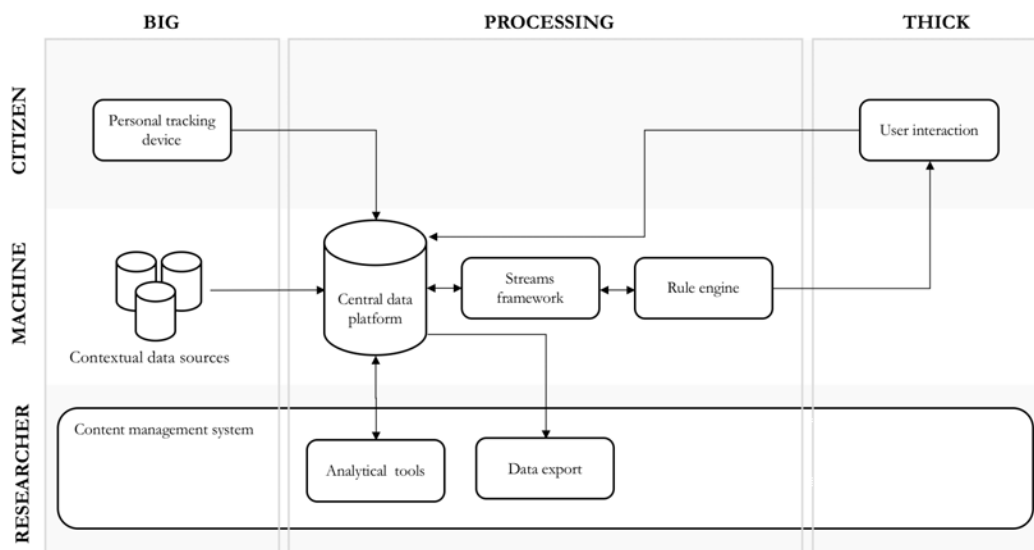 BIG
PROCESSING
THICK
CITIZEN
Personal tracking
device
User interaction
MACHINE
Contextual data sources
Central data
platform
Streams
framework
Rule engine
RESEARCHER
Content management system
Analytical tools
Data export